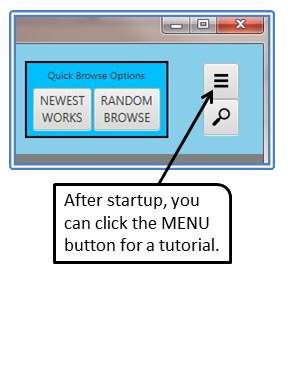 Quick Browse Options
NEWEST
WORKS
RANDOM
BROWSE
After startup, you
can click the MENU
button for a tutorial.